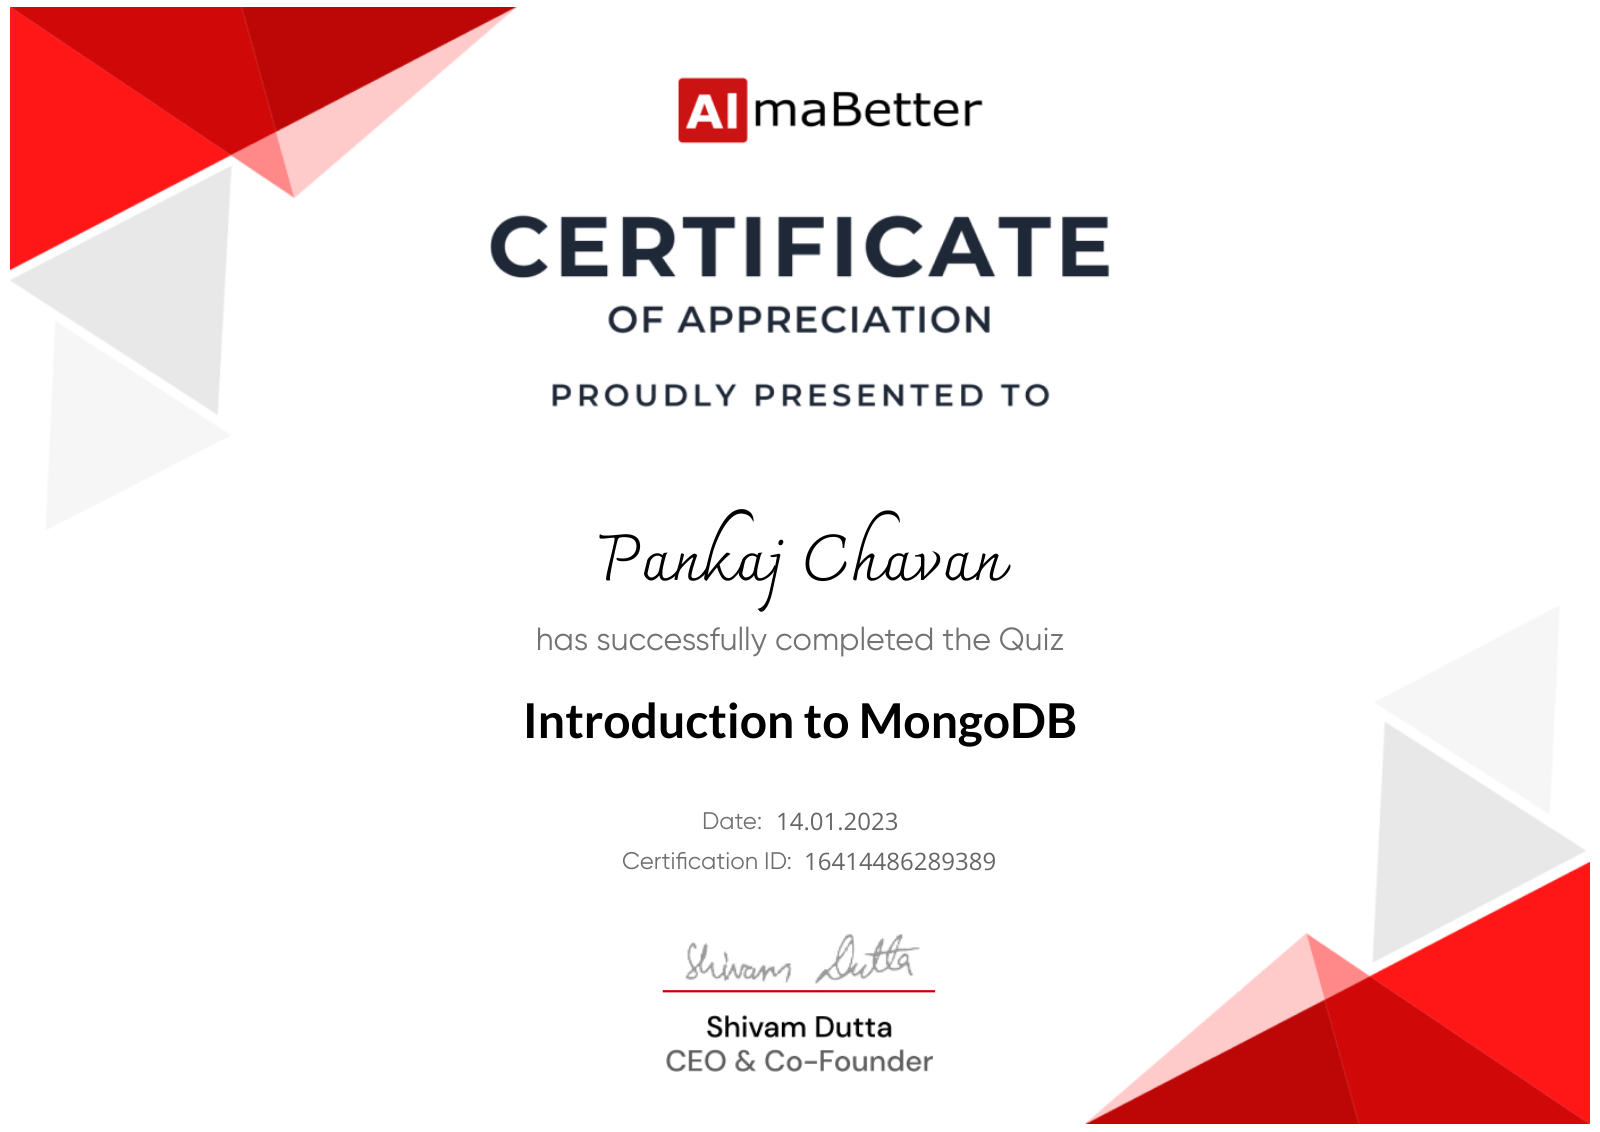 AlmaBetter
CERTIFICATE
OF APPRECIATION
PROUDLY PRESENTED TO
Pankaj Chavan
has successfully completed the Quiz
Introduction to MongoDB
Date: 14.01.2023
Certification ID: 16414486289389
Shivam Dutta
Shivam Dutta
CEO & Co-Founder